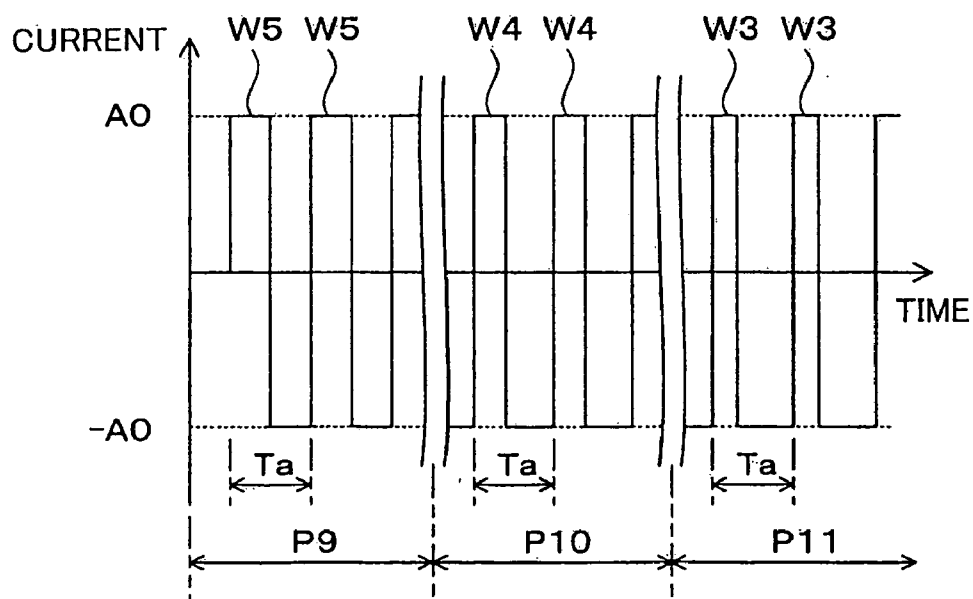 CURRENT
W5 W5 W4 W4 W3 W3
A0
TIME
-A0
Ta Ta Ta
P9 P10 P11